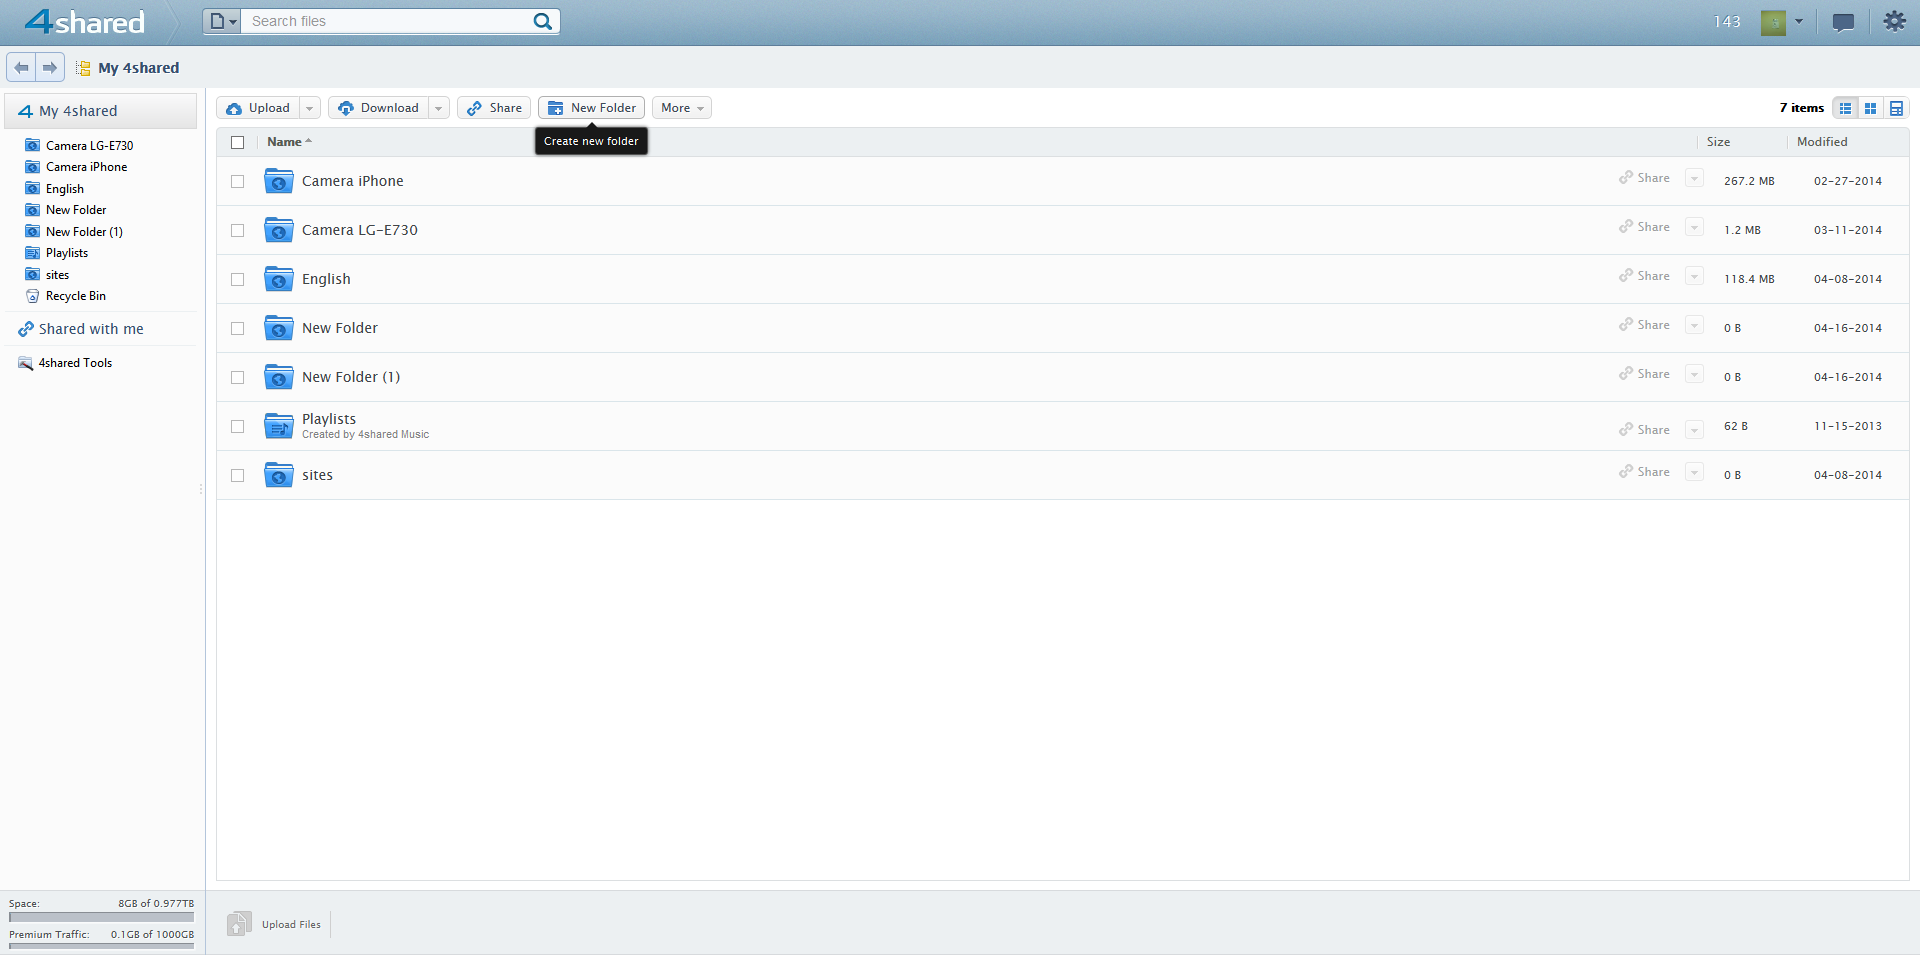 4shared
Search files
143
My 4shared
My 4shared
Camera LG-E730
Camera iPhone
English
New Folder
New Folder (1)
Playlists
sites
Recycle Bin
Shared with me
4shared Tools
Space: 8GB of 0.977TB
Premium Traffic: 0.1GB of 1000GB
Upload Download Share New Folder More 7 items
Create new folder
Name Size Modified
Camera iPhone Share 267.2 MB 02-27-2014
Camera LG-E730 Share 1.2 MB 03-11-2014
English Share 118.4 MB 04-08-2014
New Folder Share 0 B 04-16-2014
New Folder (1) Share 0 B 04-16-2014
Playlists Share 62 B 11-15-2013
Created by 4shared Music
sites Share 0 B 04-08-2014
Upload Files